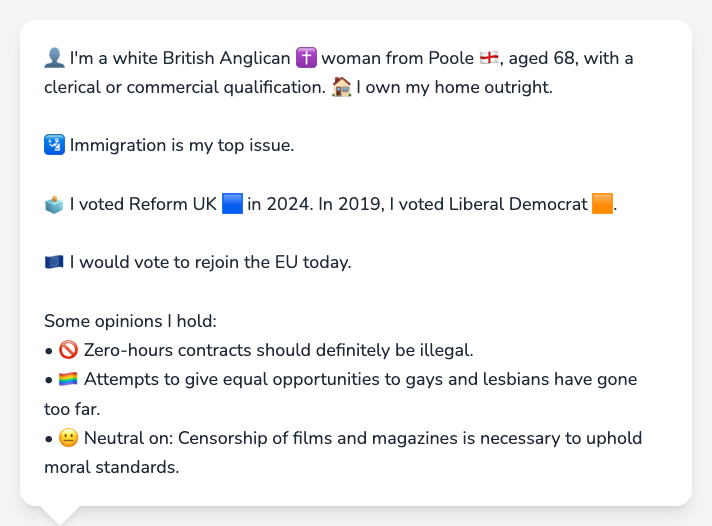 👤 I'm a white British Anglican ✝️ woman from Poole 🏴󠁧󠁢󠁥󠁮󠁧󠁿, aged 68, with a
clerical or commercial qualification. 🏠 I own my home outright.
🛂 Immigration is my top issue.
🗳️ I voted Reform UK 🟦 in 2024. In 2019, I voted Liberal Democrat 🟧.
🇪🇺 I would vote to rejoin the EU today.
Some opinions I hold:
• 🚫 Zero-hours contracts should definitely be illegal.
• 🏳️‍🌈 Attempts to give equal opportunities to gays and lesbians have gone
too far.
• 😐 Neutral on: Censorship of films and magazines is necessary to uphold
moral standards.